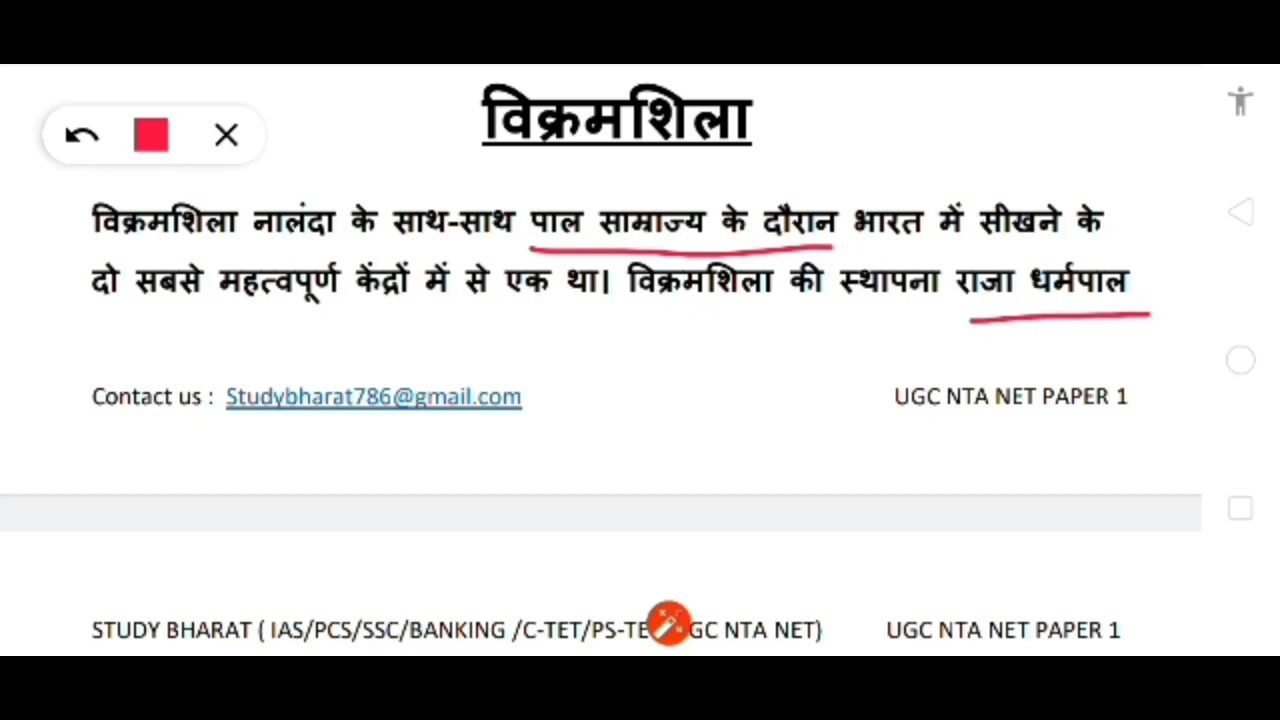 विक्रमशिला
विक्रमशिला नालंदा के साथ-साथ पाल साम्राज्य के दौरान भारत में सीखने के
दो सबसे महत्वपूर्ण केंद्रों में से एक था। विक्रमशिला की स्थापना राजा धर्मपाल
Contact us : Studybharat786@gmail.com UGC NTA NET PAPER 1
STUDY BHARAT ( IAS/PCS/SSC/BANKING /C-TET/PS-TE GC NTA NET) UGC NTA NET PAPER 1